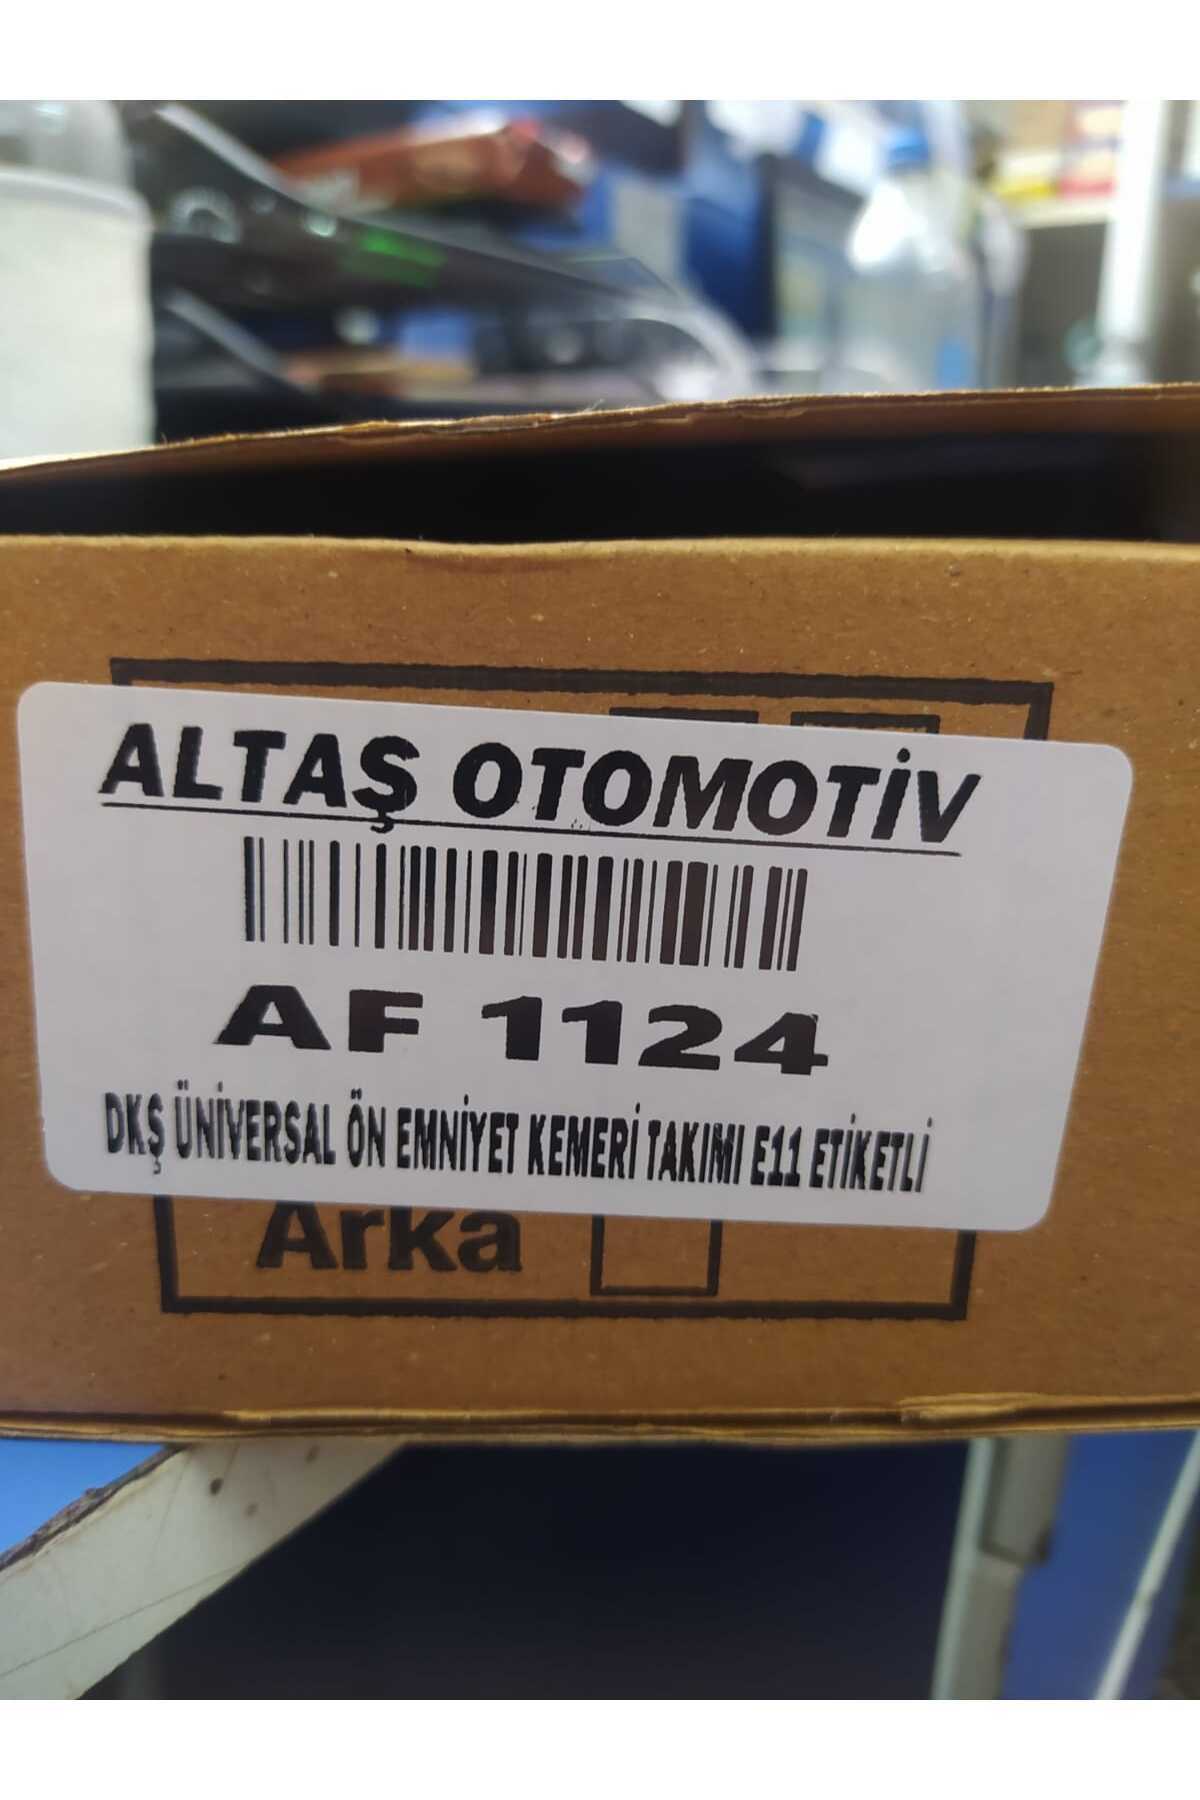 ALTAŞ OTOMOTİV
AF 1124
DKŞ ÜNİVERSAL ÖN EMNİYET KEMERİ TAKIMI E11 ETİKETLİ
Arka